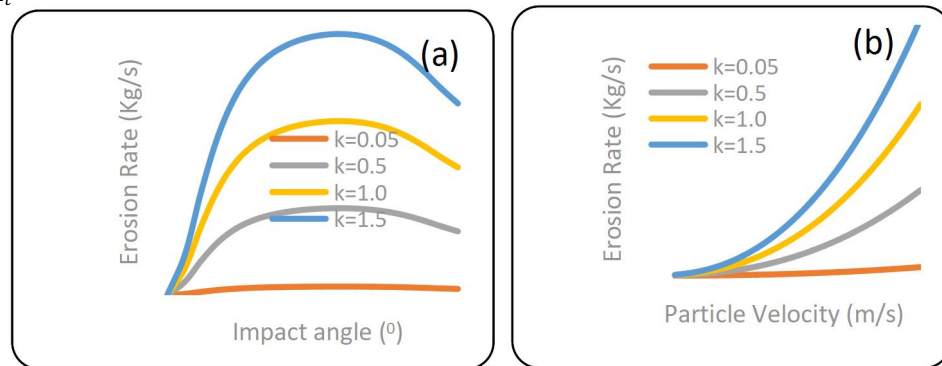 (a)
Erosion Rate (Kg/s)
k=0.05
k=0.5
k=1.0
k=1.5
Impact angle (⁰)
(b)
Erosion Rate (Kg/s)
k=0.05
k=0.5
k=1.0
k=1.5
Particle Velocity (m/s)